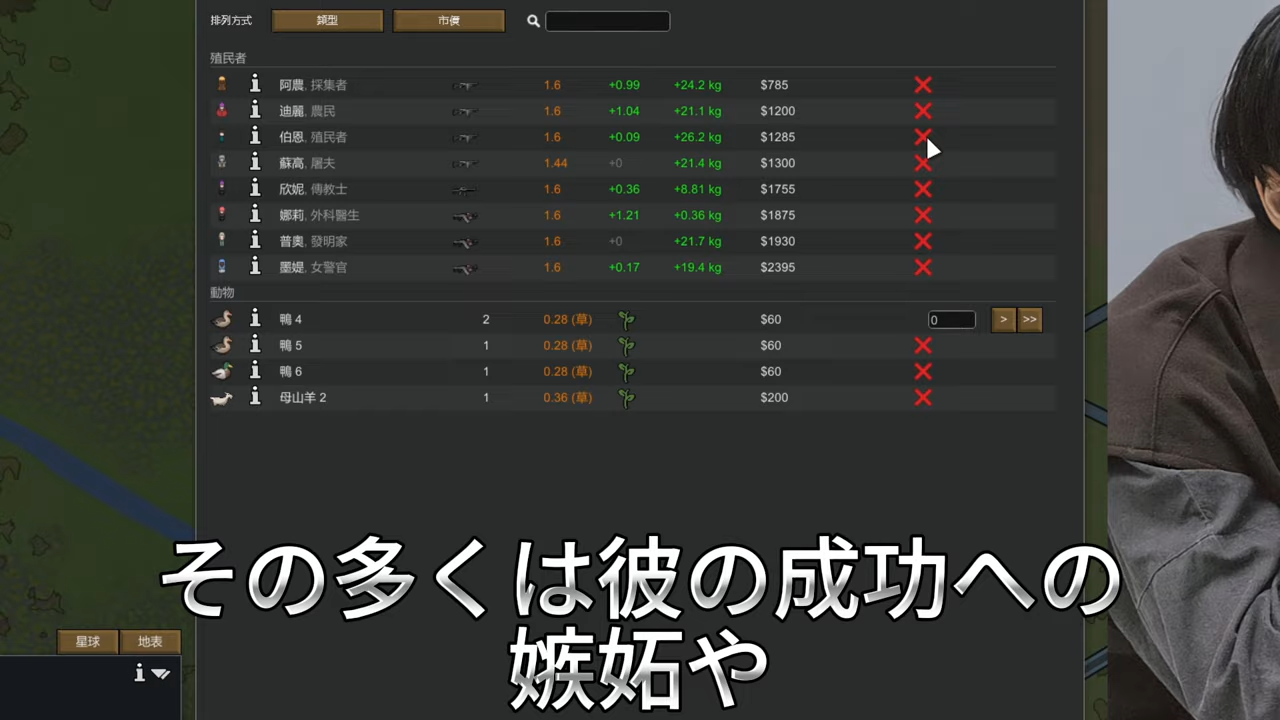 排列方式 類型 市價
殖民者
阿農, 採集者 1.6 +0.99 +24.2 kg $785
迪麗, 農民 1.6 +1.04 +21.1 kg $1200
伯恩, 殖民者 1.6 +0.09 +26.2 kg $1285
蘇高, 屠夫 1.44 +0 +21.4 kg $1300
欣妮, 傳教士 1.6 +0.36 +8.81 kg $1755
娜莉, 外科醫生 1.6 +1.21 +0.36 kg $1875
普奧, 發明家 1.6 +0 +21.7 kg $1930
墨媞, 女警官 1.6 +0.17 +19.4 kg $2395
動物
鴨 4 2 0.28 (草) $60 0 > >>
鴨 5 1 0.28 (草) $60
鴨 6 1 0.28 (草) $60
母山羊 2 1 0.36 (草) $200
その多くは彼の成功への
嫉妬や
星球 地表